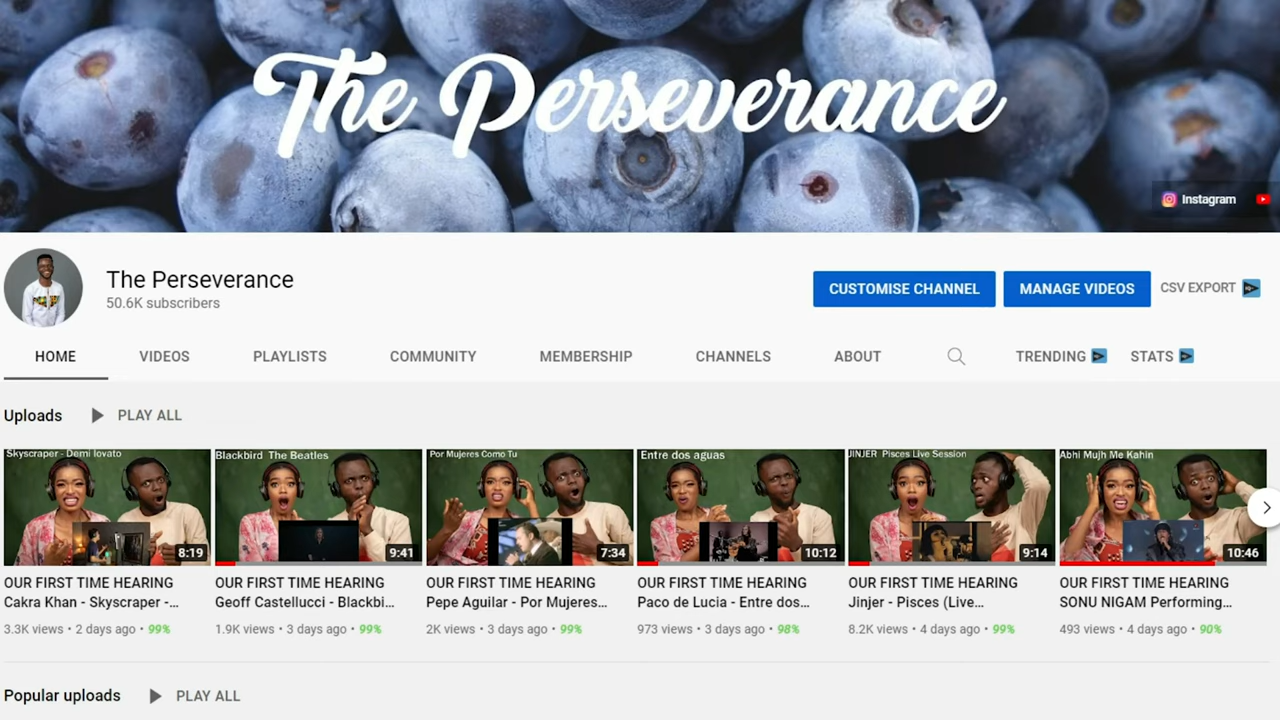 The Perseverance
Instagram
The Perseverance
50.6K subscribers
CUSTOMISE CHANNEL
MANAGE VIDEOS
CSV EXPORT
HOME
VIDEOS
PLAYLISTS
COMMUNITY
MEMBERSHIP
CHANNELS
ABOUT
TRENDING
STATS
Uploads
PLAY ALL
Skyscraper - Demi lovato
8:19
OUR FIRST TIME HEARING
Cakra Khan - Skyscraper -...
3.3K views • 2 days ago • 99%
Blackbird The Beatles
9:41
OUR FIRST TIME HEARING
Geoff Castellucci - Blackbi...
1.9K views • 3 days ago • 99%
Por Mujeres Como Tu
7:34
OUR FIRST TIME HEARING
Pepe Aguilar - Por Mujeres...
2K views • 3 days ago • 99%
Entre dos aguas
10:12
OUR FIRST TIME HEARING
Paco de Lucia - Entre dos...
973 views • 3 days ago • 98%
JINJER Pisces Live Session
9:14
OUR FIRST TIME HEARING
Jinjer - Pisces (Live...
8.2K views • 4 days ago • 99%
Abhi Mujh Me Kahin
10:46
OUR FIRST TIME HEARING
SONU NIGAM Performing...
493 views • 4 days ago • 90%
Popular uploads
PLAY ALL